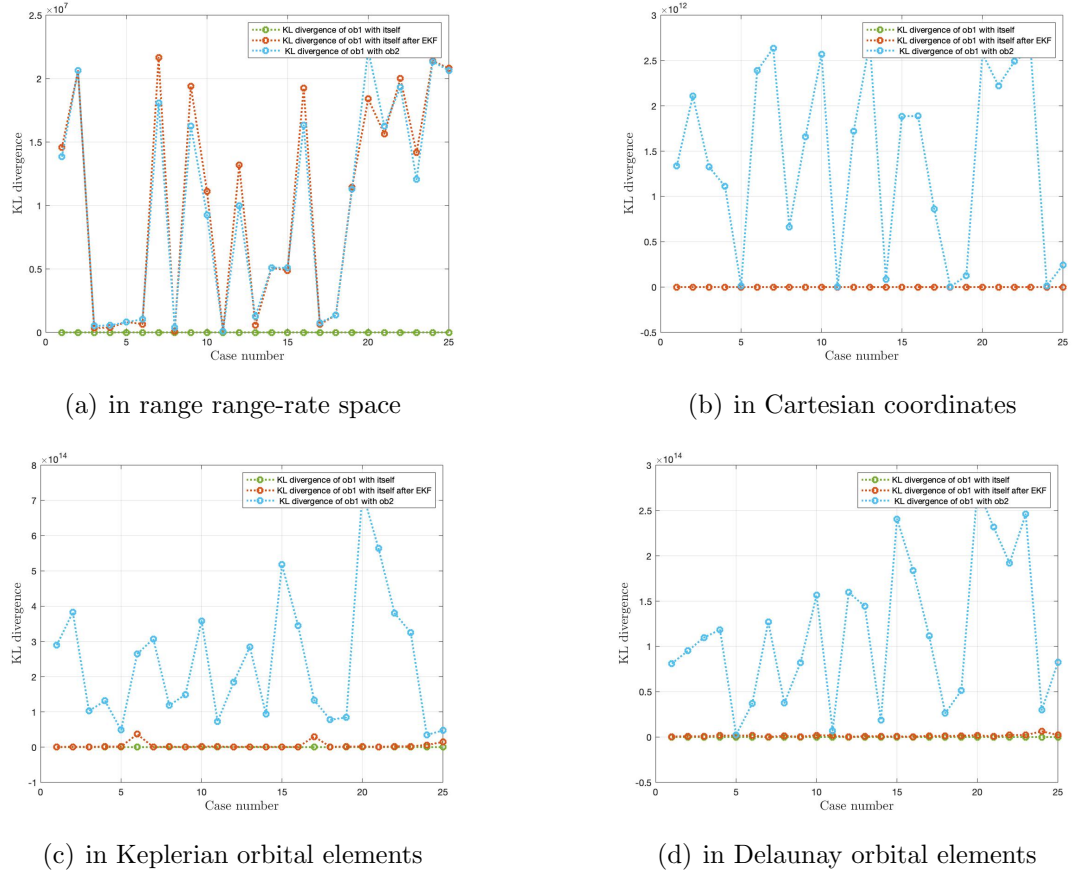 ×10^7
2.5
2
1.5
1
0.5
0
KL divergence
0 5 10 15 20 25
Case number
KL divergence of ob1 with itself
KL divergence of ob1 with itself after EKF
KL divergence of ob1 with ob2
(a) in range range-rate space
×10^12
3
2.5
2
1.5
1
0.5
0
-0.5
KL divergence
0 5 10 15 20 25
Case number
KL divergence of ob1 with itself
KL divergence of ob1 with itself after EKF
KL divergence of ob1 with ob2
(b) in Cartesian coordinates
×10^14
8
7
6
5
4
3
2
1
0
-1
KL divergence
0 5 10 15 20 25
Case number
KL divergence of ob1 with itself
KL divergence of ob1 with itself after EKF
KL divergence of ob1 with ob2
(c) in Keplerian orbital elements
×10^14
3
2.5
2
1.5
1
0.5
0
-0.5
KL divergence
0 5 10 15 20 25
Case number
KL divergence of ob1 with itself
KL divergence of ob1 with itself after EKF
KL divergence of ob1 with ob2
(d) in Delaunay orbital elements